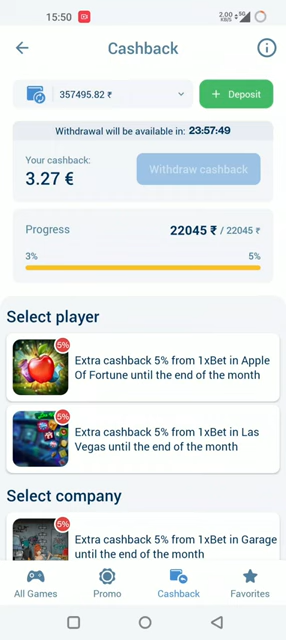 15:50
2,00 KB/s 5G
Cashback
357495.82 ₹
+ Deposit
Withdrawal will be available in: 23:57:49
Your cashback:
3.27 €
Withdraw cashback
Progress
22045 ₹ / 22045 ₹
3%
5%
Select player
5%
Extra cashback 5% from 1xBet in Apple
Of Fortune until the end of the month
5%
Extra cashback 5% from 1xBet in Las
Vegas until the end of the month
Select company
5%
Extra cashback 5% from 1xBet in Garage
until the end of the month
All Games
Promo
Cashback
Favorites